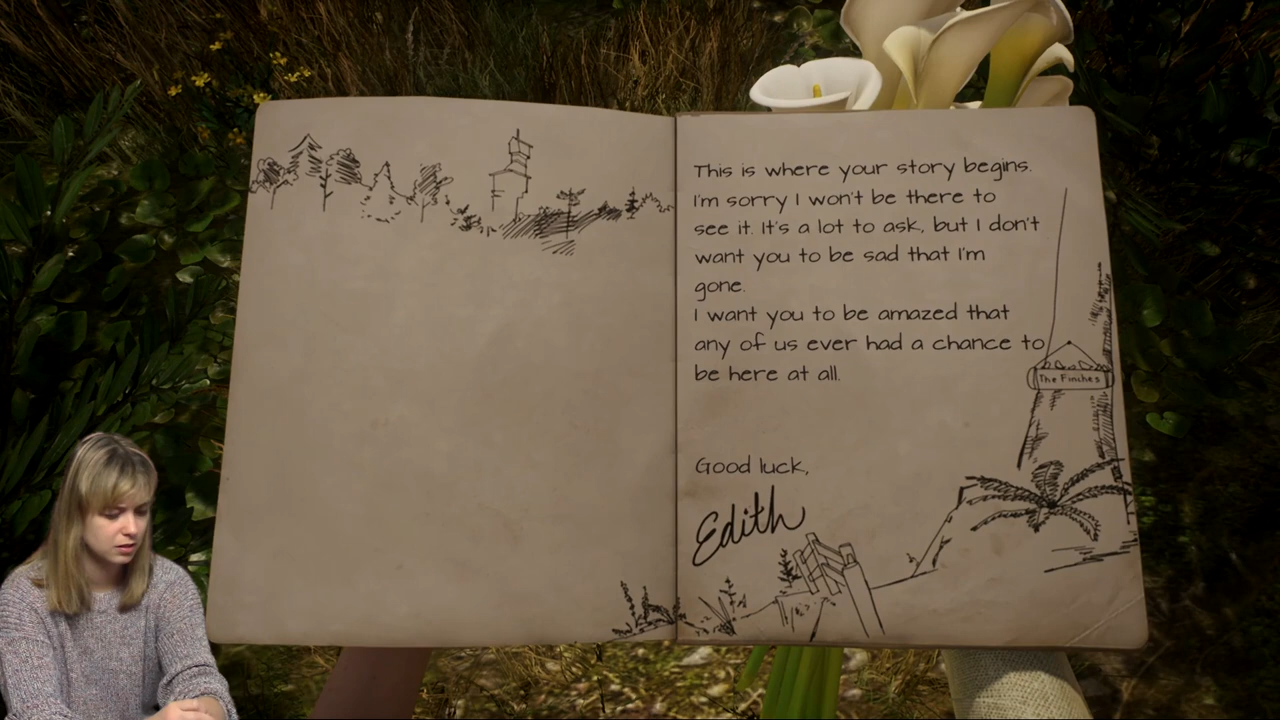 This is where your story begins.
I'm sorry I won't be there to
see it. It's a lot to ask, but I don't
want you to be sad that I'm
gone.
I want you to be amazed that
any of us ever had a chance to
be here at all.
The Finches
Good luck,
Edith